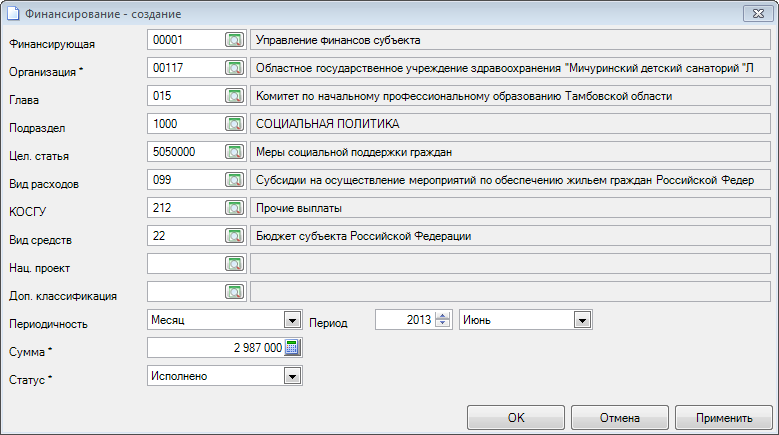 Финансирование - создание
Финансирующая 00001 Управление финансов субъекта
Организация * 00117 Областное государственное учреждение здравоохранения "Мичуринский детский санаторий "Л
Глава 015 Комитет по начальному профессиональному образованию Тамбовской области
Подраздел 1000 СОЦИАЛЬНАЯ ПОЛИТИКА
Цел. статья 5050000 Меры социальной поддержки граждан
Вид расходов 099 Субсидии на осуществление мероприятий по обеспечению жильем граждан Российской Федер
КОСГУ 212 Прочие выплаты
Вид средств 22 Бюджет субъекта Российской Федерации
Нац. проект
Доп. классификация
Периодичность Месяц Период 2013 Июнь
Сумма * 2 987 000
Статус * Исполнено
OK Отмена Применить